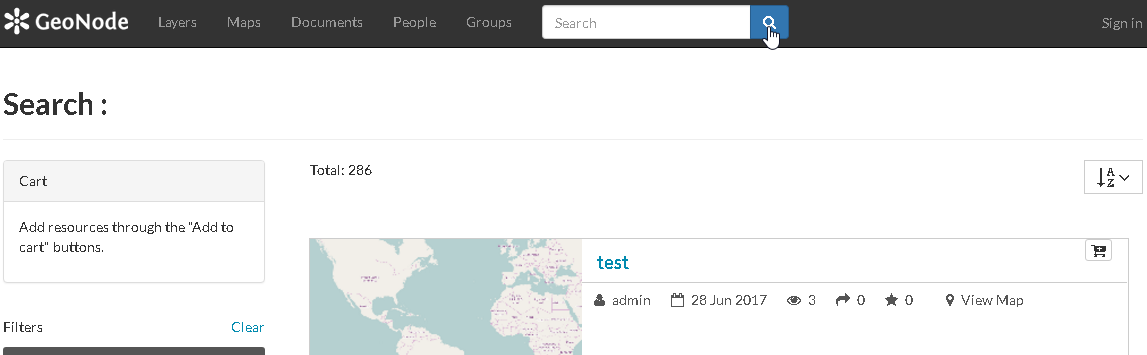 GeoNode Layers Maps Documents People Groups Search Sign in
Search :
Cart
Add resources through the "Add to
cart" buttons.
Filters Clear
Total: 286
A
Z
test
admin 28 Jun 2017 3 0 0 View Map